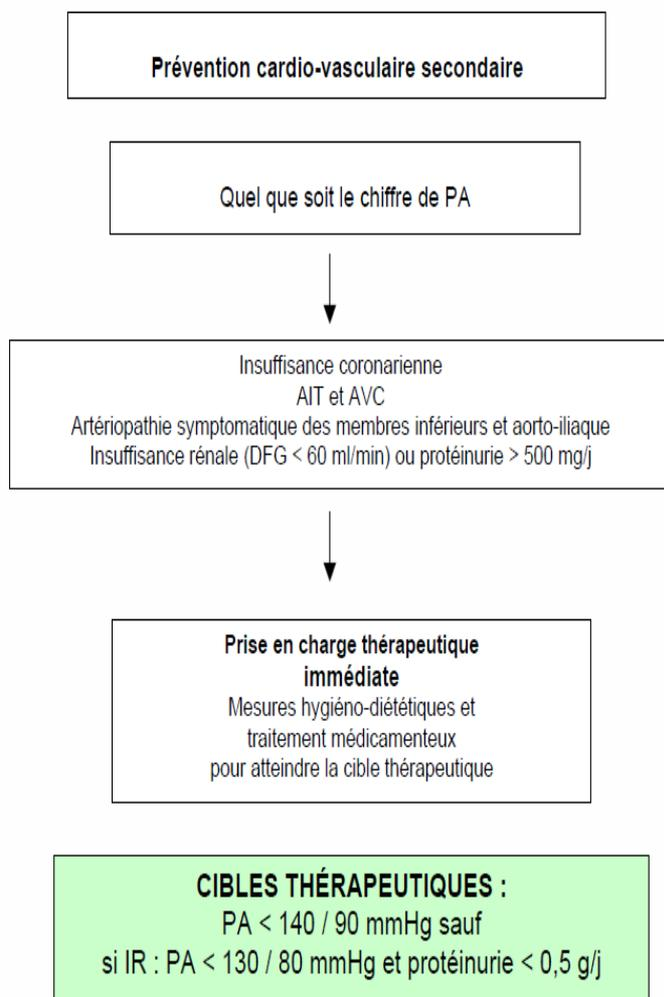 Prévention cardio-vasculaire secondaire
Quel que soit le chiffre de PA
Insuffisance coronarienne
AIT et AVC
Artériopathie symptomatique des membres inférieurs et aorto-iliaque
Insuffisance rénale (DFG < 60 ml/min) ou protéinurie > 500 mg/j
Prise en charge thérapeutique
immédiate
Mesures hygiéno-diététiques et
traitement médicamenteux
pour atteindre la cible thérapeutique
CIBLES THÉRAPEUTIQUES :
PA < 140 / 90 mmHg sauf
si IR : PA < 130 / 80 mmHg et protéinurie < 0,5 g/j